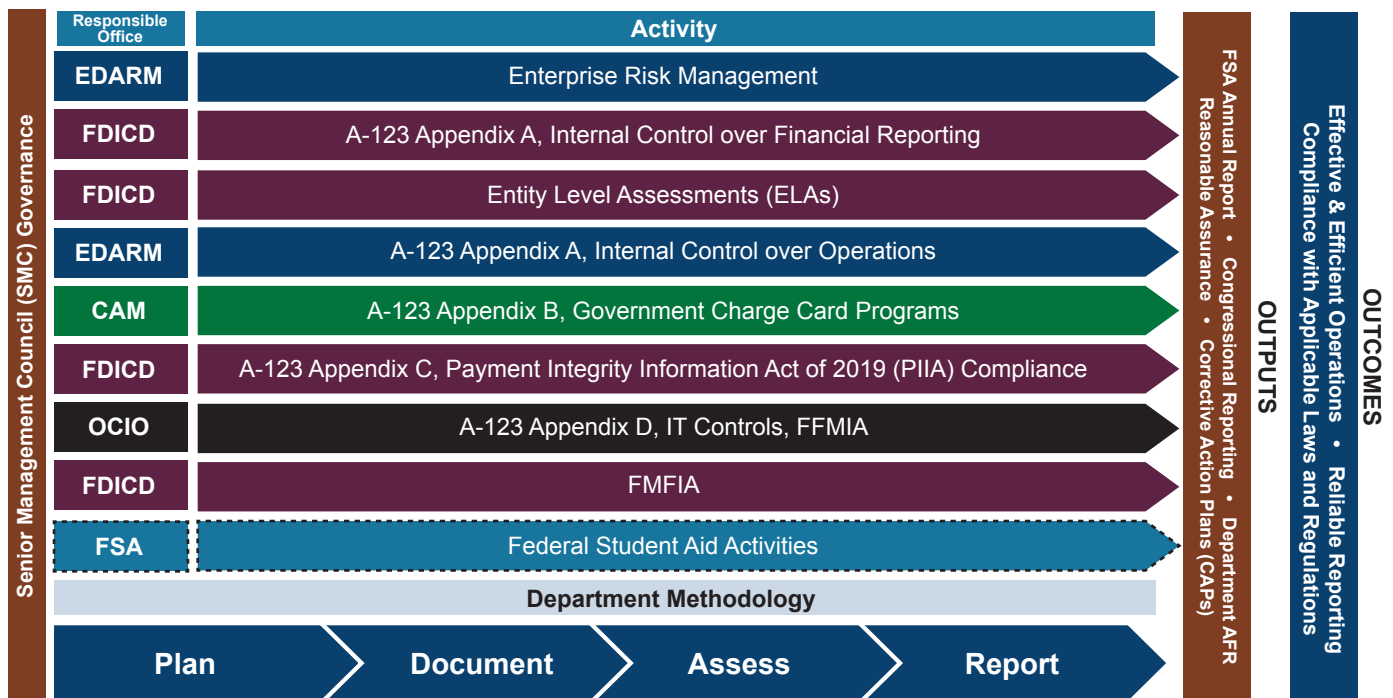 Senior Management Council (SMC) Governance
Responsible
Office
Activity
EDARM
Enterprise Risk Management
FDICD
A-123 Appendix A, Internal Control over Financial Reporting
FDICD
Entity Level Assessments (ELAs)
EDARM
A-123 Appendix A, Internal Control over Operations
CAM
A-123 Appendix B, Government Charge Card Programs
FDICD
A-123 Appendix C, Payment Integrity Information Act of 2019 (PIIA) Compliance
OCIO
A-123 Appendix D, IT Controls, FFMIA
FDICD
FMFIA
FSA
Federal Student Aid Activities
Department Methodology
Plan
Document
Assess
Report
FSA Annual Report • Congressional Reporting • Department AFR
Reasonable Assurance • Corrective Action Plans (CAPs)
OUTPUTS
Effective & Efficient Operations • Reliable Reporting
Compliance with Applicable Laws and Regulations
OUTCOMES